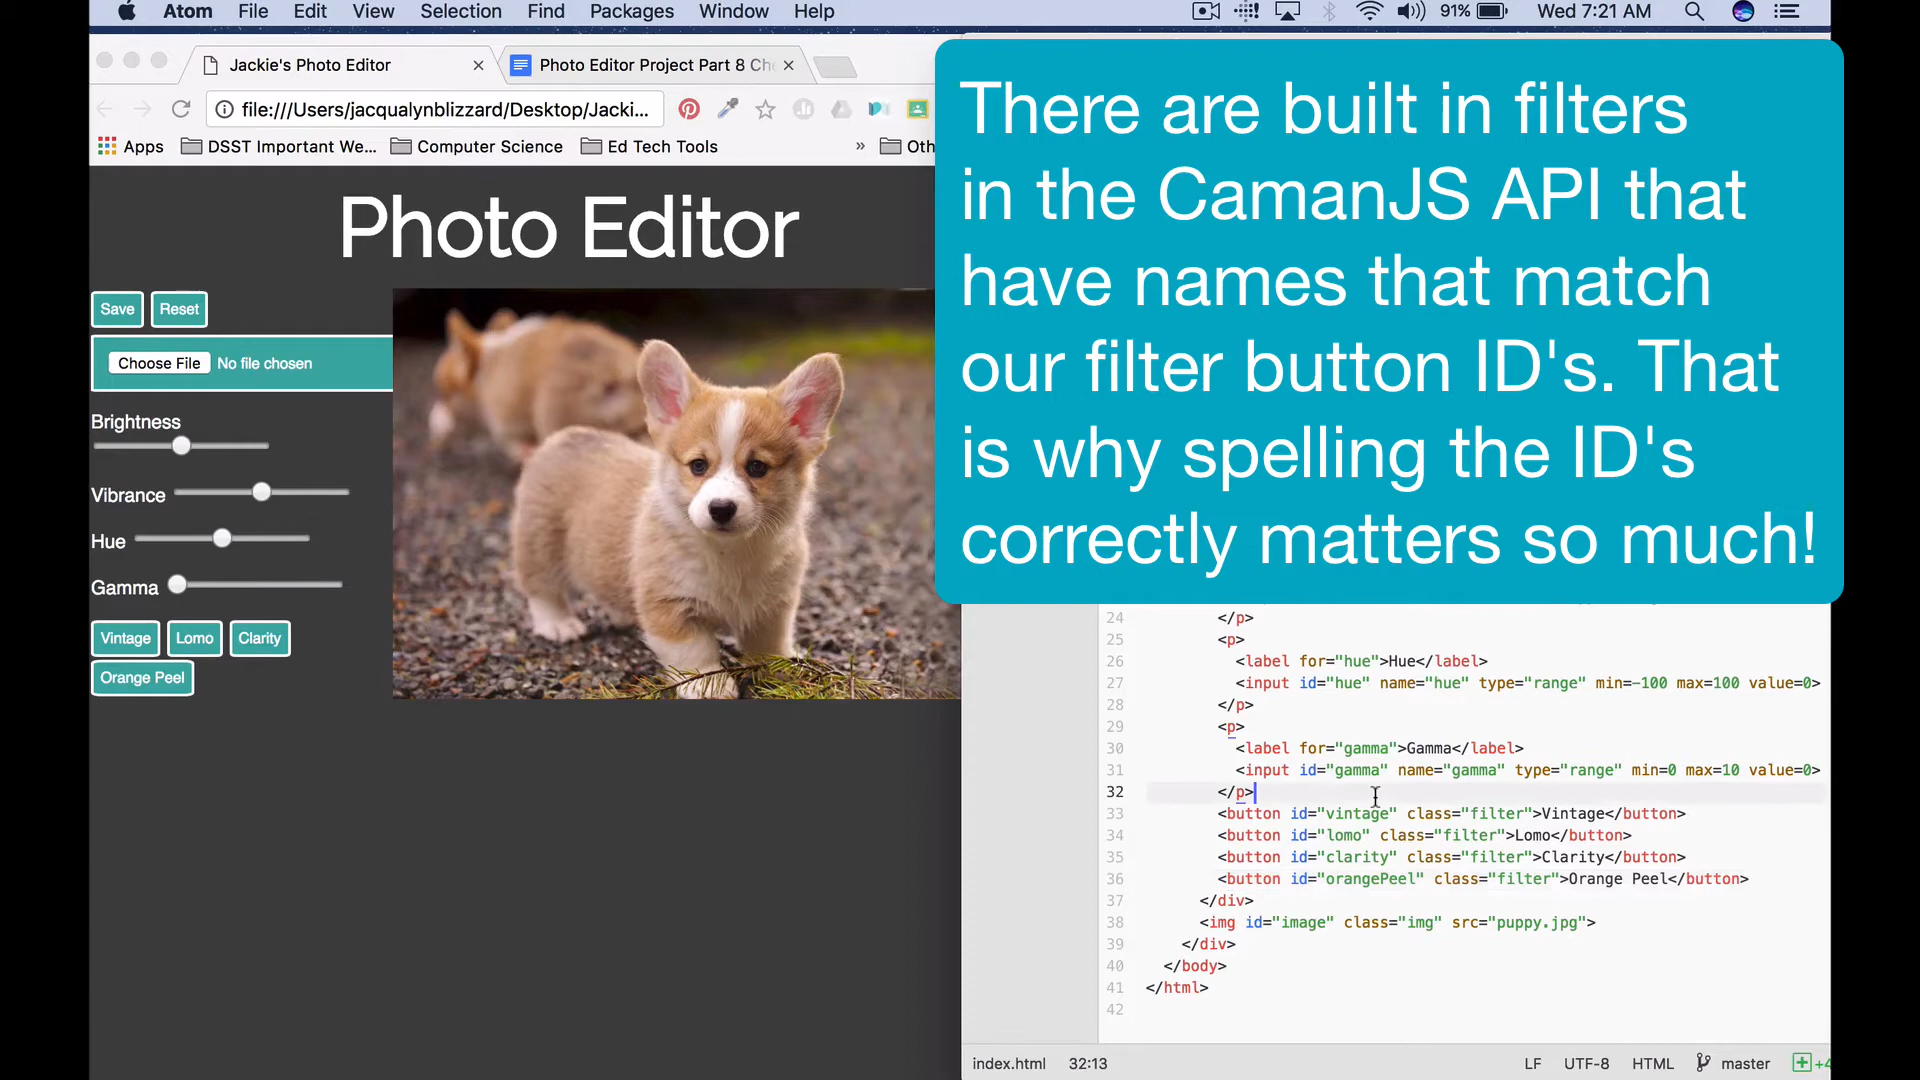 Atom File Edit View Selection Find Packages Window Help 91% Wed 7:21 AM
Jackie's Photo Editor
Photo Editor Project Part 8 Che
file:///Users/jacqualynblizzard/Desktop/Jacki...
Apps DSST Important We... Computer Science Ed Tech Tools » Oth
Photo Editor
Save Reset
Choose File No file chosen
Brightness
Vibrance
Hue
Gamma
Vintage Lomo Clarity
Orange Peel
There are built in filters
in the CamanJS API that
have names that match
our filter button ID's. That
is why spelling the ID's
correctly matters so much!
24 </p>
25 <p>
26 <label for="hue">Hue</label>
27 <input id="hue" name="hue" type="range" min=-100 max=100 value=0>
28 </p>
29 <p>
30 <label for="gamma">Gamma</label>
31 <input id="gamma" name="gamma" type="range" min=0 max=10 value=0>
32 </p>
33 <button id="vintage" class="filter">Vintage</button>
34 <button id="lomo" class="filter">Lomo</button>
35 <button id="clarity" class="filter">Clarity</button>
36 <button id="orangePeel" class="filter">Orange Peel</button>
37 </div>
38 <img id="image" class="img" src="puppy.jpg">
39 </div>
40 </body>
41 </html>
42
index.html 32:13 LF UTF-8 HTML master +4